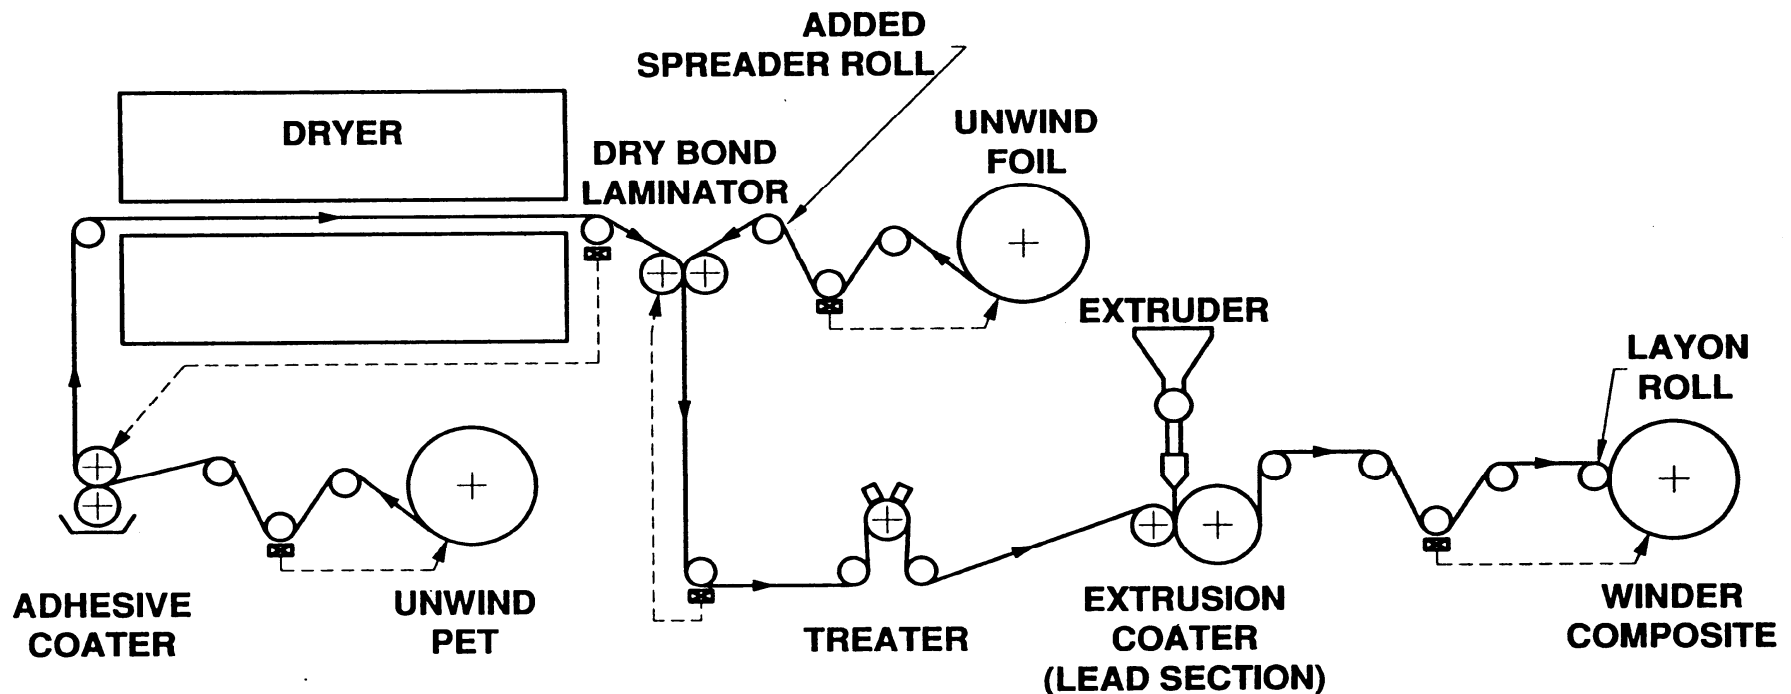 ADDED
SPREADER ROLL
DRYER
DRY BOND
LAMINATOR
UNWIND
FOIL
EXTRUDER
LAYON
ROLL
ADHESIVE
COATER
UNWIND
PET
TREATER
EXTRUSION
COATER
(LEAD SECTION)
WINDER
COMPOSITE